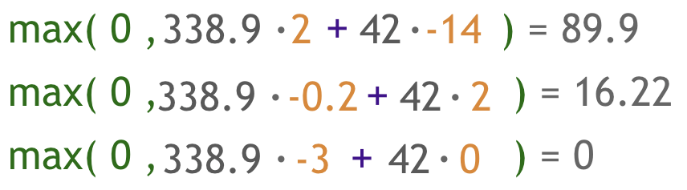 max( 0 ,338.9 ·2 + 42·-14 ) = 89.9
max( 0 ,338.9 ·-0.2 + 42· 2 ) = 16.22
max( 0 ,338.9 ·-3 + 42·0 ) = 0